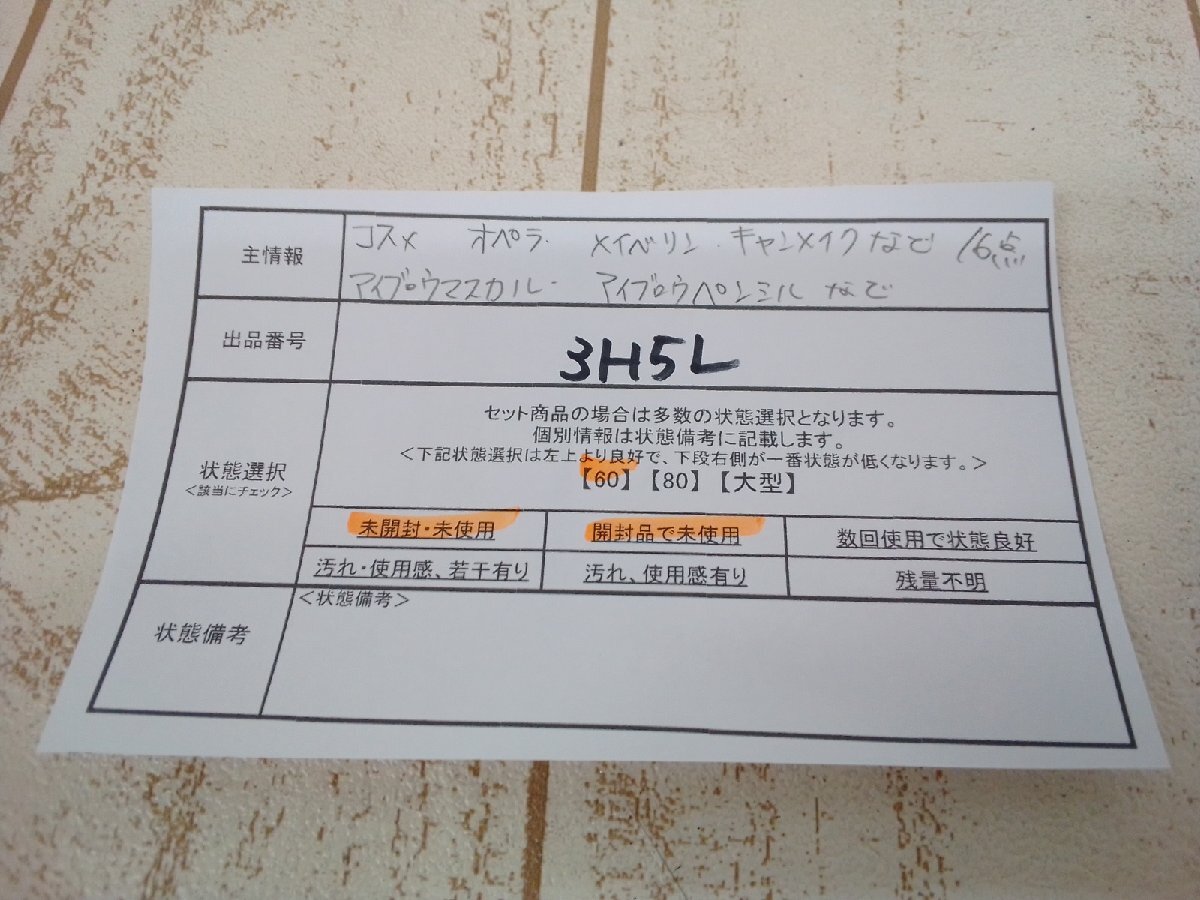 主情報
コスメ オペラ・メイベリン・キャンメイクなど 16点
アイブロウマスカル・アイブロウペンシルなど
出品番号
3H5L
セット商品の場合は多数の状態選択となります。
個別情報は状態備考に記載します。
＜下記状態選択は左上より良好で、下段右側が一番状態が低くなります。＞
【60】【80】【大型】
状態選択
＜該当にチェック＞
未開封・未使用
開封品で未使用
数回使用で状態良好
汚れ・使用感、若干有り
汚れ、使用感有り
残量不明
状態備考
＜状態備考＞